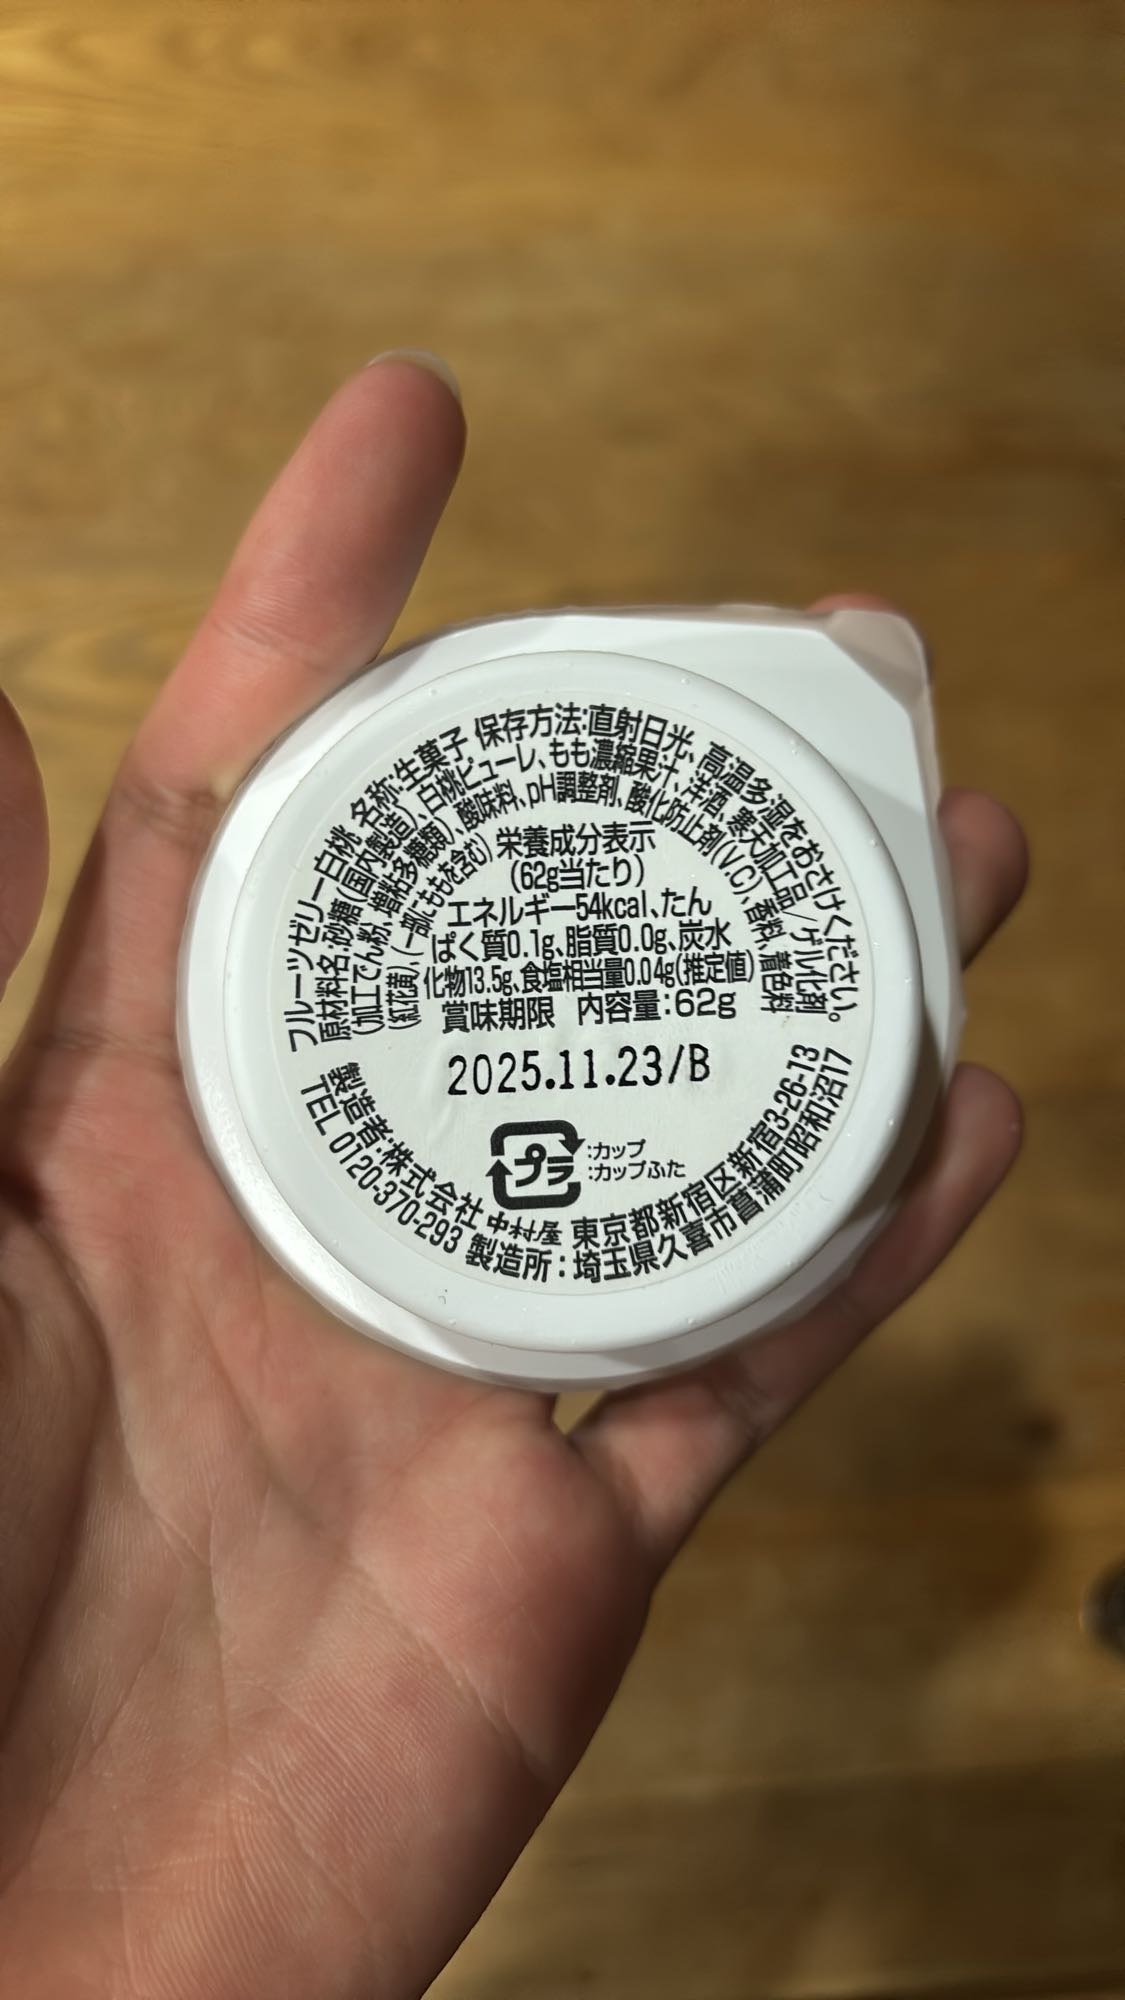 フルーツゼリー白桃 名称:生菓子 保存方法:直射日光、高温多湿をおさけください。
原材料名:砂糖(国内製造)、白桃ピューレ、もも濃縮果汁、洋酒、寒天加工品/ゲル化剤
(加工でん粉、増粘多糖類)、酸味料、pH調整剤、酸化防止剤(V.C)、香料、着色料
(紅花黄)、(一部にももを含む)
栄養成分表示
(62g当たり)
エネルギー54kcal、たん
ぱく質0.1g、脂質0.0g、炭水
化物13.5g、食塩相当量0.04g(推定値)
賞味期限 内容量:62g
2025.11.23/B
プラ
:カップ
:カップふた
製造者:株式会社中村屋 東京都新宿区新宿3-26-13
TEL 0120-370-293 製造所:埼玉県久喜市菖蒲町昭和沼17